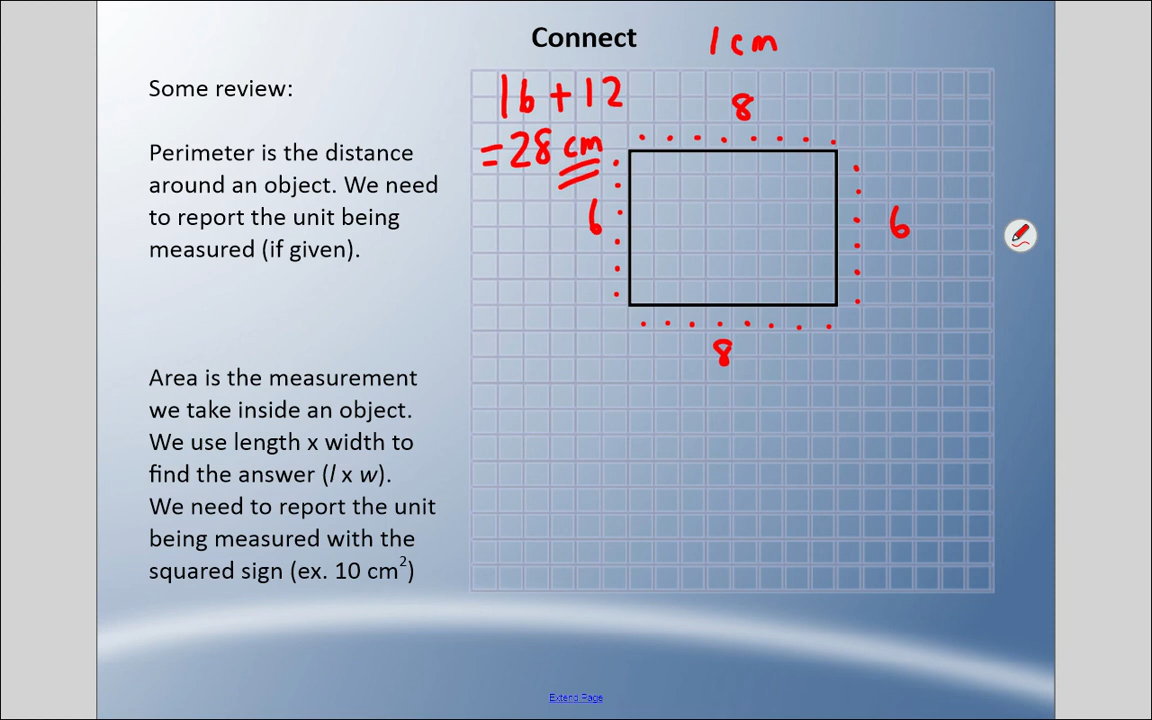 Connect
1 cm
Some review:
16 + 12
8
Perimeter is the distance
= 28 cm
around an object. We need
to report the unit being
6
6
measured (if given).
8
Area is the measurement
we take inside an object.
We use length x width to
find the answer (l x w).
We need to report the unit
being measured with the
squared sign (ex. 10 cm²)
Extend Page